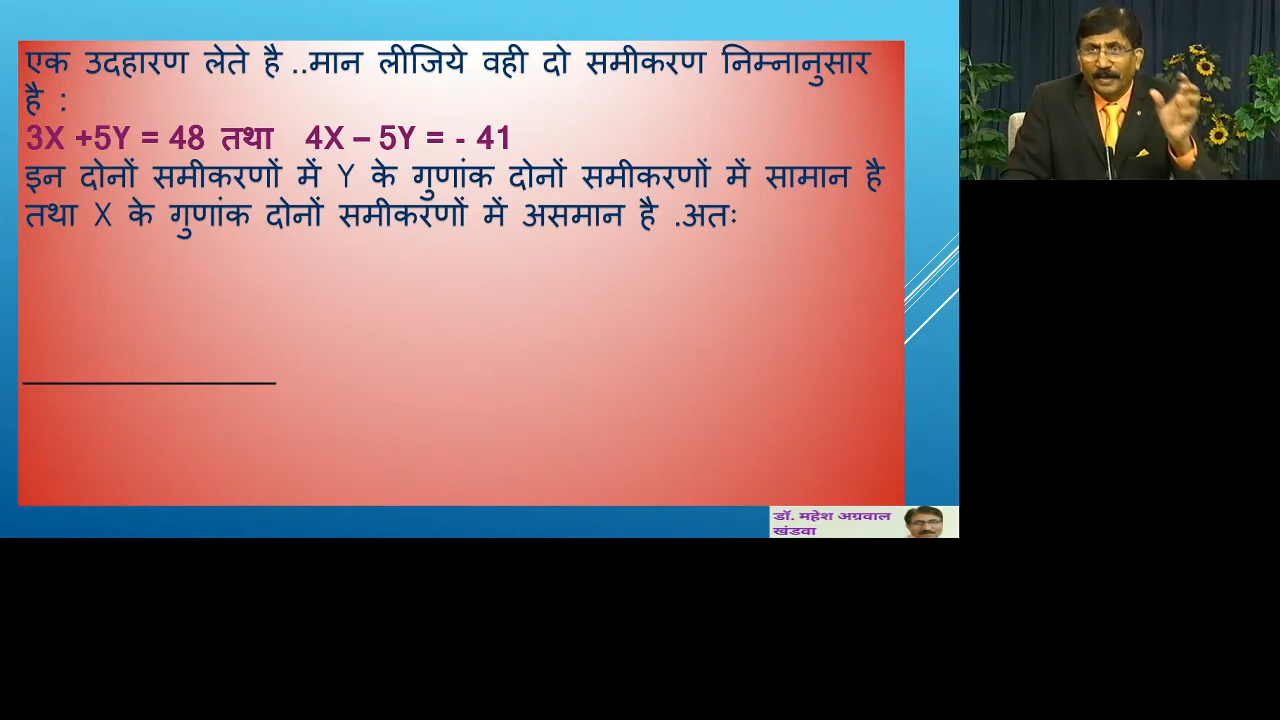 एक उदहारण लेते है ..मान लीजिये वही दो समीकरण निम्नानुसार
है :
3X +5Y = 48 तथा 4X – 5Y = - 41
इन दोनों समीकरणों में Y के गुणांक दोनों समीकरणों में सामान है
तथा X के गुणांक दोनों समीकरणों में असमान है .अतः
डॉ. महेश अग्रवाल
खंडवा